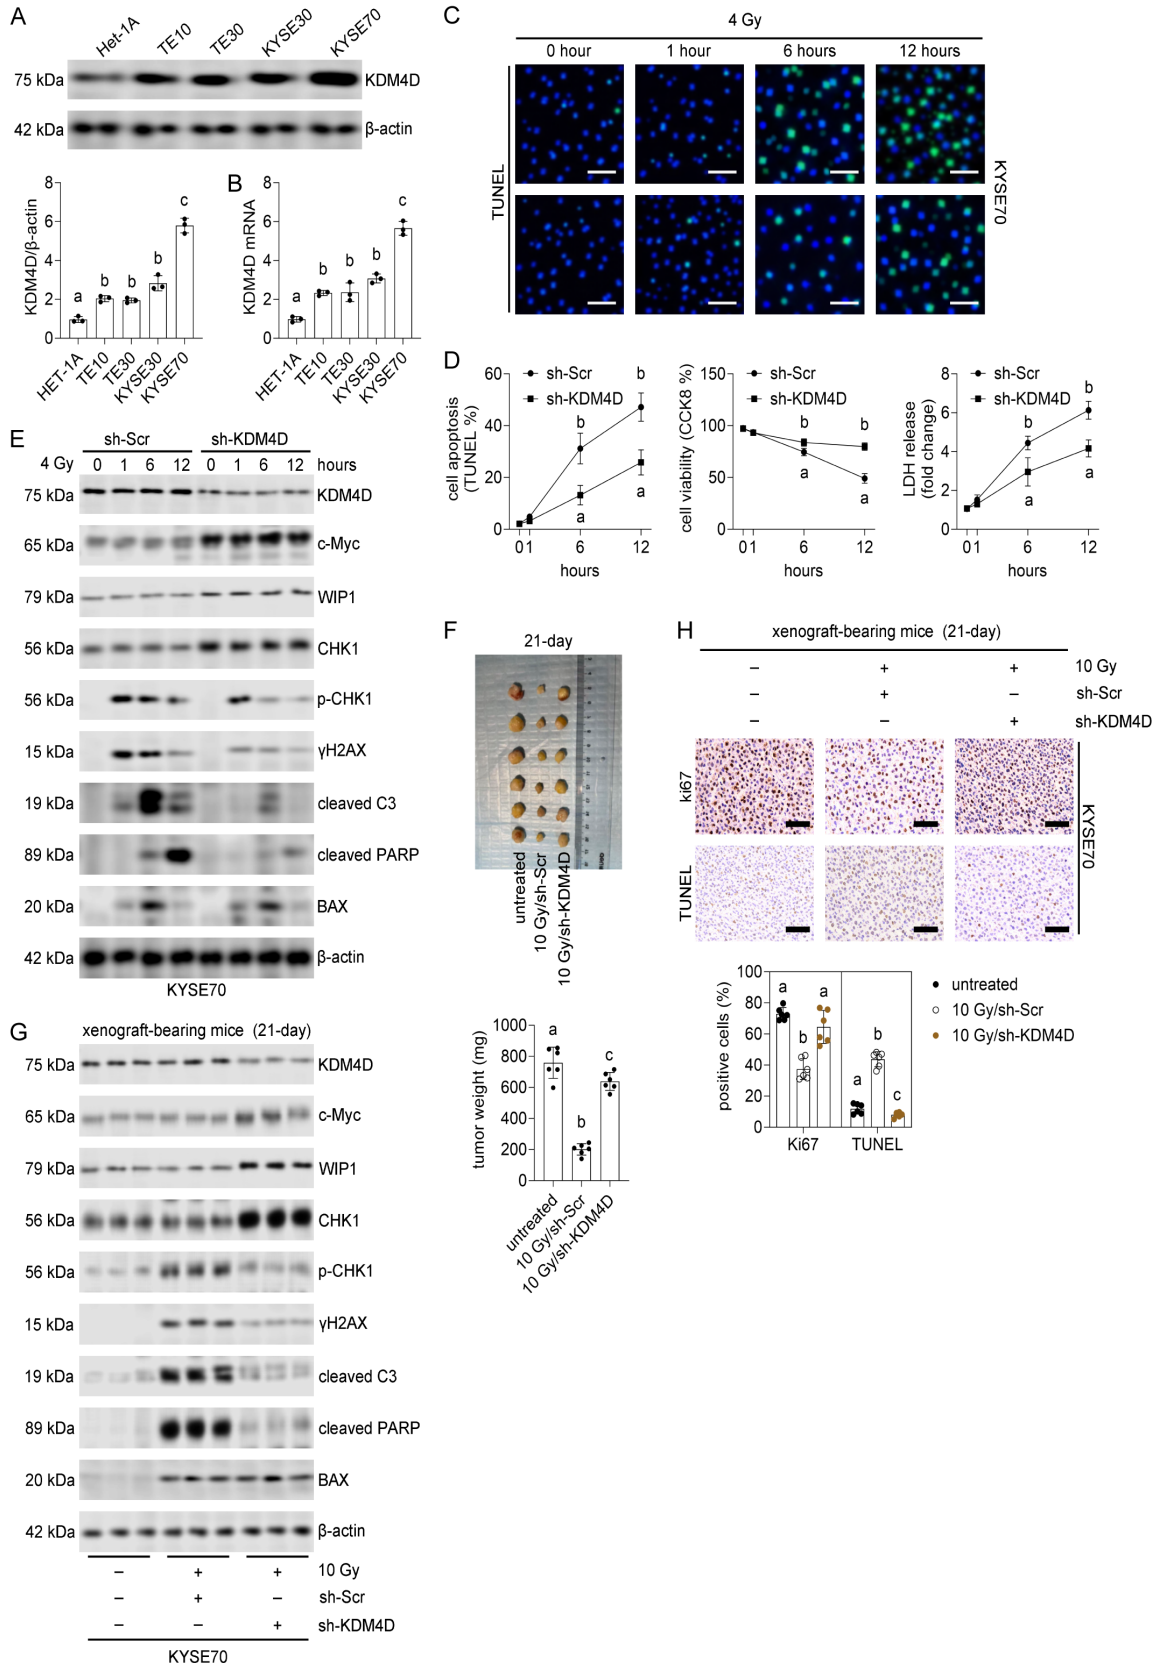 A
Het-1A TE10 TE30 KYSE30 KYSE70
75 kDa KDM4D
42 kDa β-actin
KDM4D/β-actin
8
6
4
2
0
a b b b c
HET-1A TE10 TE30 KYSE30 KYSE70
B
KDM4D mRNA
8
6
4
2
0
a b b b c
HET-1A TE10 TE30 KYSE30 KYSE70
C
4 Gy
0 hour 1 hour 6 hours 12 hours
TUNEL
KYSE70
D
cell apoptosis
(TUNEL %)
60
40
20
0
sh-Scr
sh-KDM4D
b b
a a
01 6 12
hours
cell viability (CCK8 %)
150
100
50
0
sh-Scr
sh-KDM4D
b b
a a
01 6 12
hours
LDH release
(fold change)
8
6
4
2
0
sh-Scr
sh-KDM4D
b b
a a
01 6 12
hours
E
sh-Scr sh-KDM4D
4 Gy 0 1 6 12 0 1 6 12 hours
75 kDa KDM4D
65 kDa c-Myc
79 kDa WIP1
56 kDa CHK1
56 kDa p-CHK1
15 kDa γH2AX
19 kDa cleaved C3
89 kDa cleaved PARP
20 kDa BAX
42 kDa β-actin
KYSE70
F
21-day
untreated
10 Gy/sh-Scr
10 Gy/sh-KDM4D
tumor weight (mg)
1000
800
600
400
200
0
a b c
untreated
10 Gy/sh-Scr
10 Gy/sh-KDM4D
G
xenograft-bearing mice (21-day)
75 kDa KDM4D
65 kDa c-Myc
79 kDa WIP1
56 kDa CHK1
56 kDa p-CHK1
15 kDa γH2AX
19 kDa cleaved C3
89 kDa cleaved PARP
20 kDa BAX
42 kDa β-actin
– + + 10 Gy
– + – sh-Scr
– – + sh-KDM4D
KYSE70
H
xenograft-bearing mice (21-day)
– + + 10 Gy
– + – sh-Scr
– – + sh-KDM4D
ki67
TUNEL
KYSE70
positive cells (%)
100
80
60
40
20
0
a b a a b c
Ki67 TUNEL
untreated
10 Gy/sh-Scr
10 Gy/sh-KDM4D